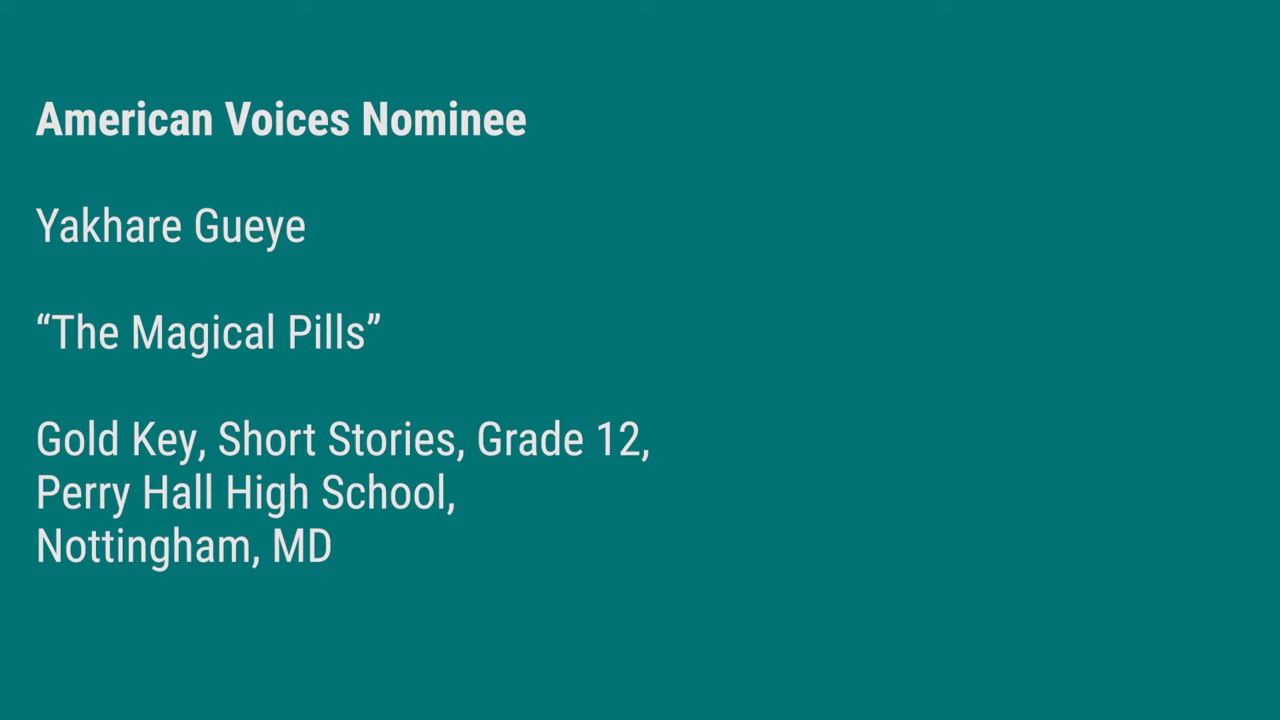 American Voices Nominee
Yakhare Gueye
“The Magical Pills”
Gold Key, Short Stories, Grade 12,
Perry Hall High School,
Nottingham, MD